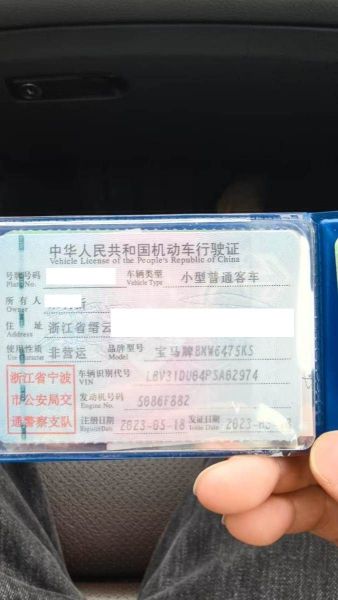 中华人民共和国机动车行驶证
Vehicle License of the People's Republic of China
号牌号码 车辆类型 小型普通客车
Plate No. Vehicle Type
所有人
Owner
住址 浙江省缙云
Address
使用性质 非营运 品牌型号 宝马牌BMW6475KS
Use Character Model
浙江省宁波 车辆识别代号 LBV31DU04PSA62974
VIN
市公安局交 发动机号码 5086F882
Engine No.
通警察支队 注册日期 2023-05-18 发证日期
Register Date Issue Date